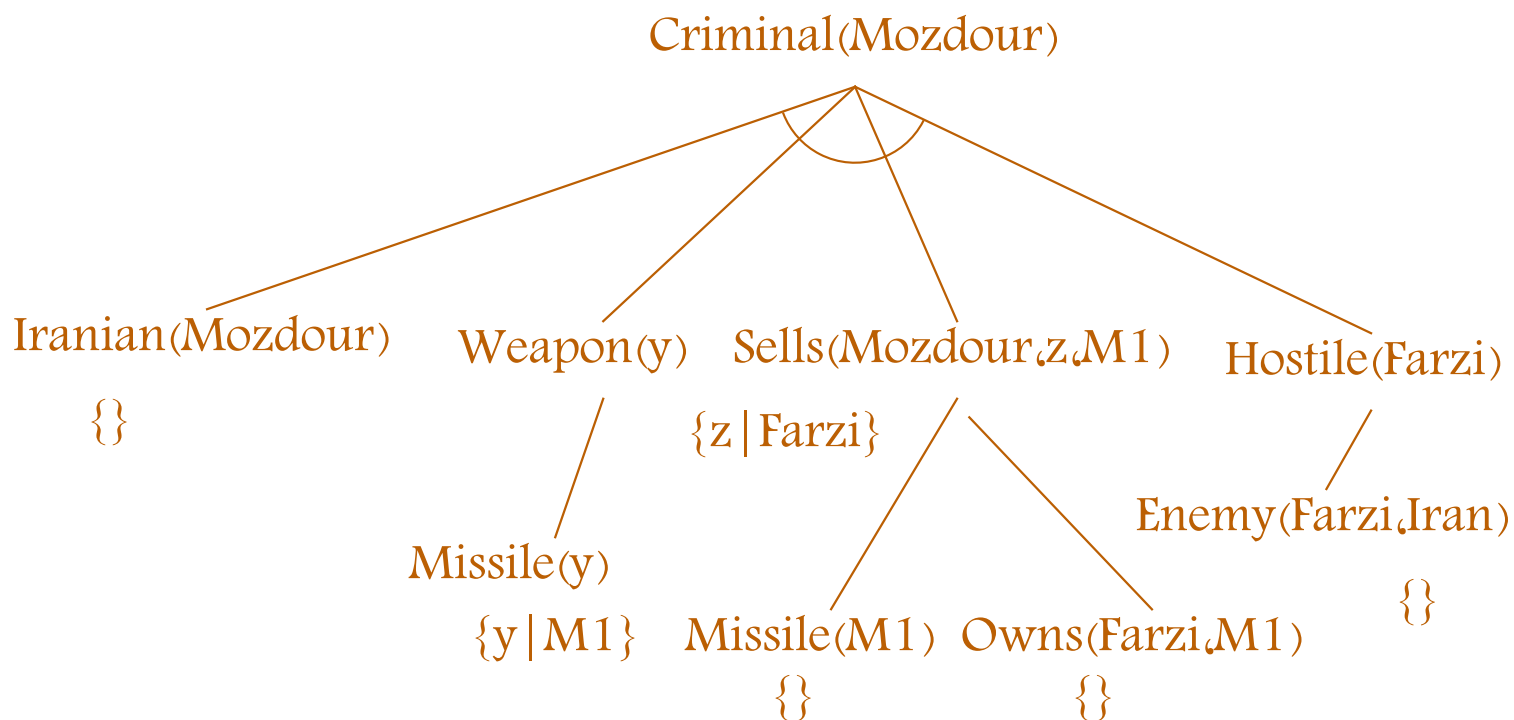 Criminal(Mozdour)
Iranian(Mozdour)
Weapon(y)
Sells(Mozdour,z,M1)
Hostile(Farzi)
{}
{z|Farzi}
Enemy(Farzi,Iran)
Missile(y)
{}
{y|M1}
Missile(M1)
Owns(Farzi,M1)
{}
{}